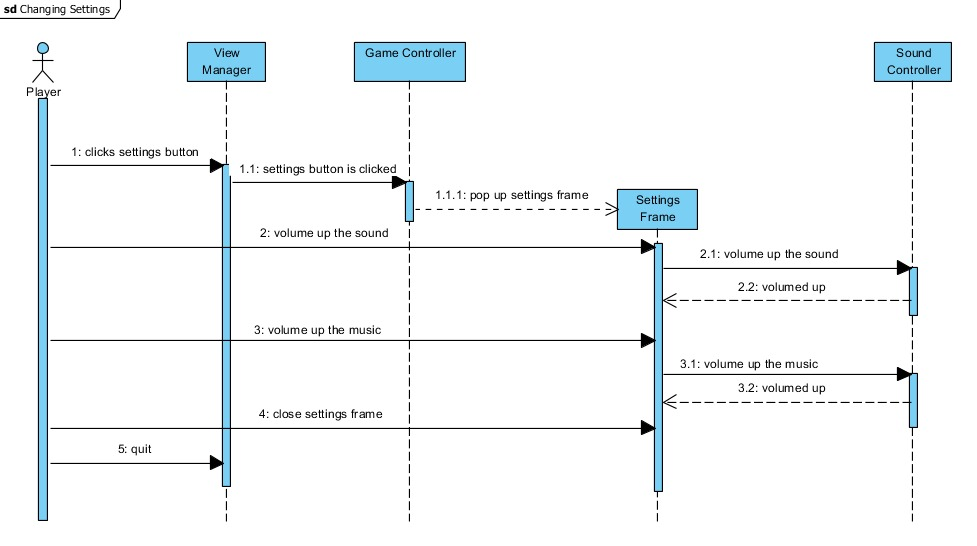 sd Changing Settings
View
Manager
Game Controller
Sound
Controller
Player
1: clicks settings button
1.1: settings button is clicked
1.1.1: pop up settings frame
Settings
Frame
2: volume up the sound
2.1: volume up the sound
2.2: volumed up
3: volume up the music
3.1: volume up the music
3.2: volumed up
4: close settings frame
5: quit